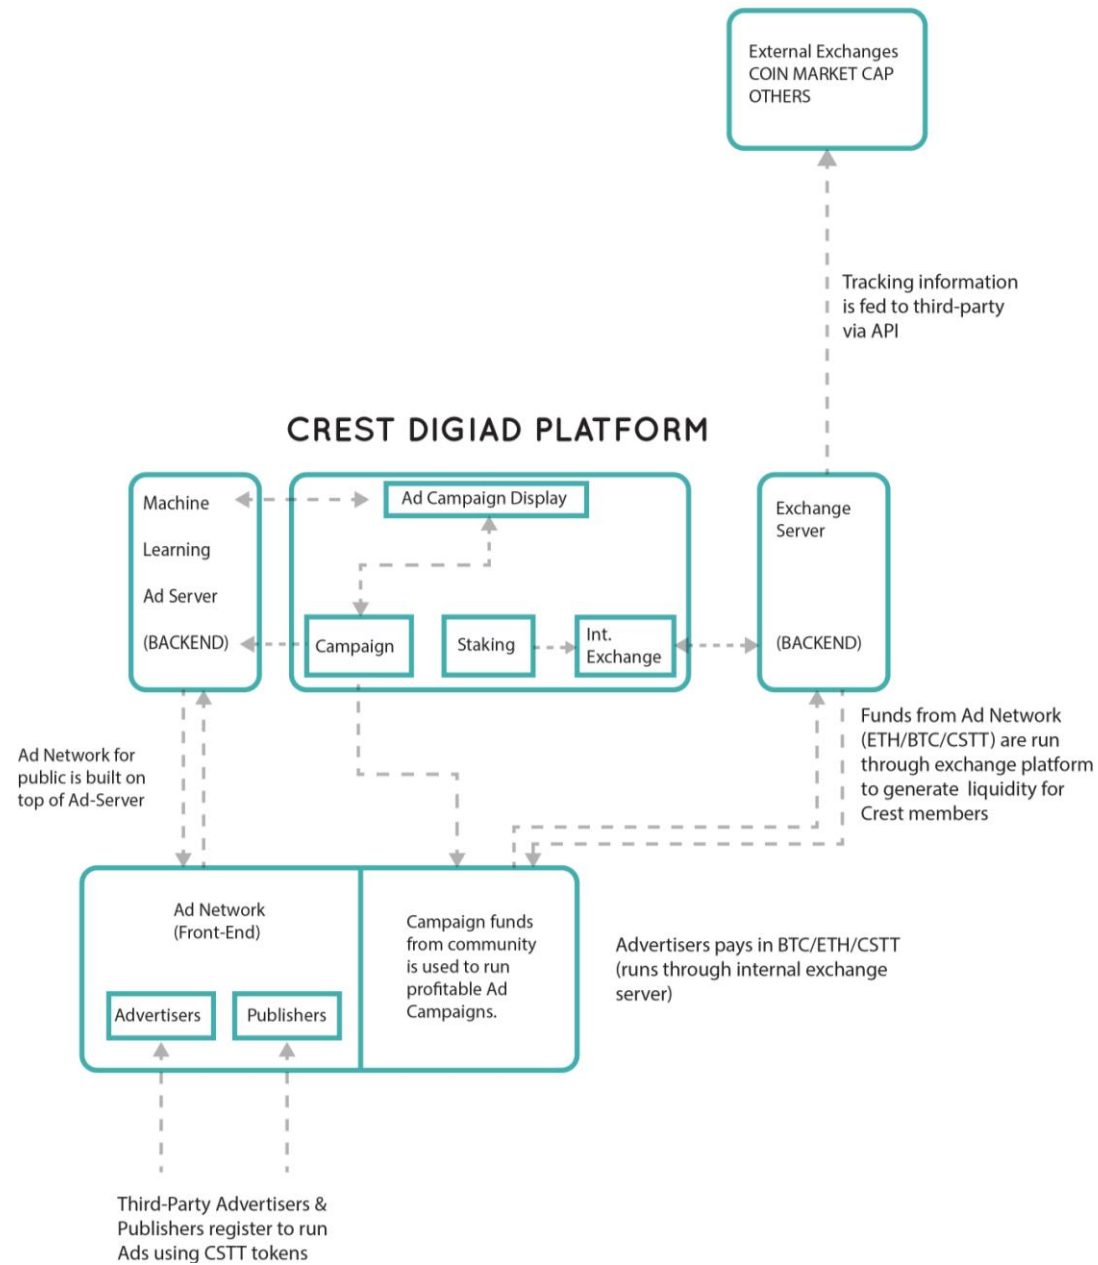 External Exchanges
COIN MARKET CAP
OTHERS
Tracking information
is fed to third-party
via API
CREST DIGIAD PLATFORM
Machine
Learning
Ad Server
(BACKEND)
Ad Campaign Display
Campaign
Staking
Int.
Exchange
Exchange
Server
(BACKEND)
Ad Network for
public is built on
top of Ad-Server
Funds from Ad Network
(ETH/BTC/CSTT) are run
through exchange platform
to generate liquidity for
Crest members
Ad Network
(Front-End)
Advertisers
Publishers
Campaign funds
from community
is used to run
profitable Ad
Campaigns.
Advertisers pays in BTC/ETH/CSTT
(runs through internal exchange
server)
Third-Party Advertisers &
Publishers register to run
Ads using CSTT tokens